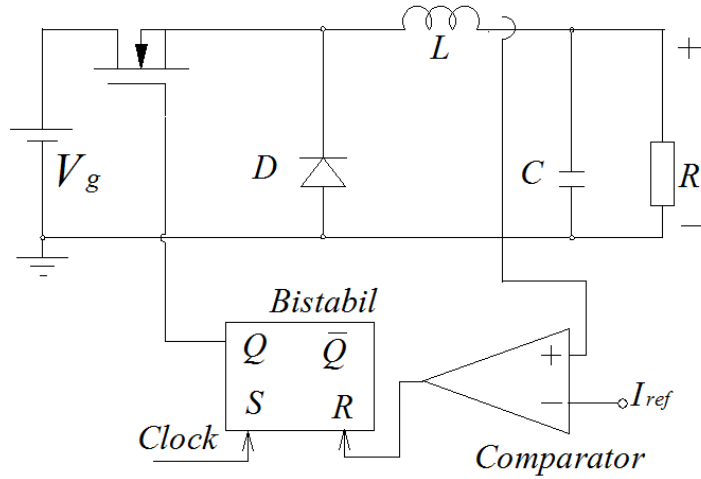 L
+
V g
D
C
R
−
Bistabil
Q Q̅
S R
Clock
+
−
I ref
Comparator